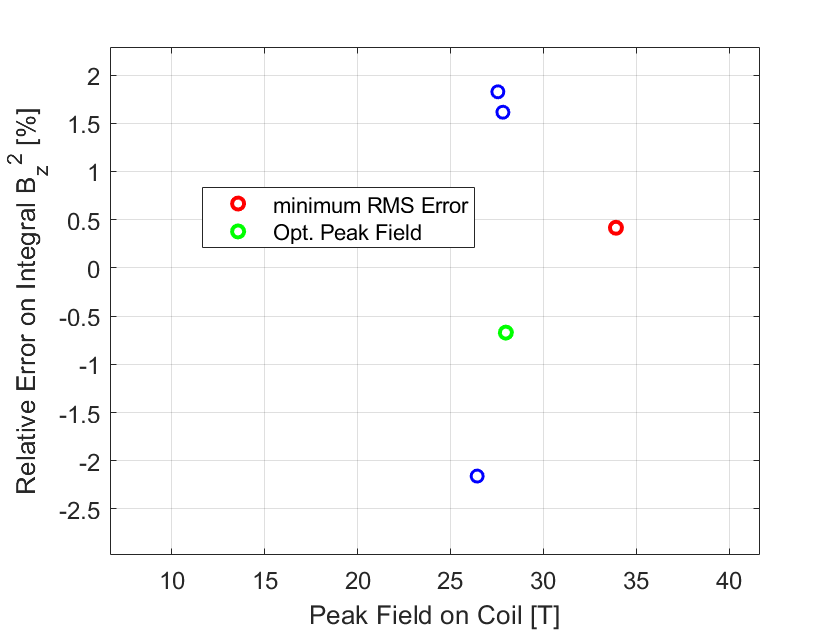 2
1.5
1
0.5
0
-0.5
-1
-1.5
-2
-2.5
Relative Error on Integral B_z^2 [%]
minimum RMS Error
Opt. Peak Field
10 15 20 25 30 35 40
Peak Field on Coil [T]